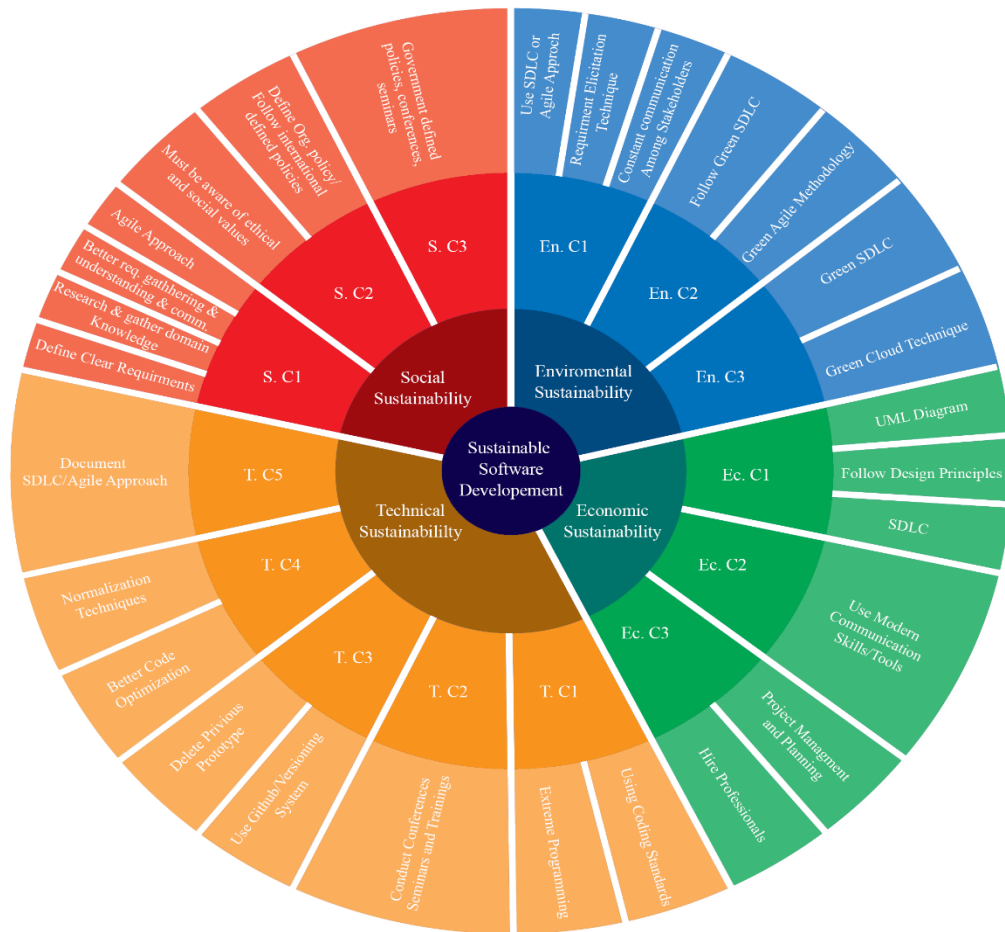 Sustainable
Software
Developement
Enviromental
Sustainability
En. C1
Use SDLC or
Agile Approch
Requirment Elicitation
Technique
Constant communication
Among Stakeholders
En. C2
Follow Green SDLC
Green Agile Methodology
En. C3
Green SDLC
Green Cloud Technique
Economic
Sustainability
Ec. C1
UML Diagram
Follow Design Principles
SDLC
Ec. C2
Use Modern
Communication
Skills/Tools
Ec. C3
Project Managment
and Planning
Hire Professionals
Technical
Sustainabililty
T. C1
Using Coding Standards
Extreme Programming
T. C2
Conduct Conferences
Seminars and Trainings
T. C3
Use Github/Versioning
System
Delete Privious
Prototype
T. C4
Better Code
Optimization
Normalization
Techniques
T. C5
Document
SDLC/Agile Approach
Social
Sustainability
S. C1
Define Clear Requirments
Research & gather domain
Knowledge
Better req. gathhering &
understanding & comm.
Agile Approach
S. C2
Must be aware of ethical
and social values
Define Org. policy/
Follow international
defined policies
S. C3
Government defined
policies, conferences,
seminars